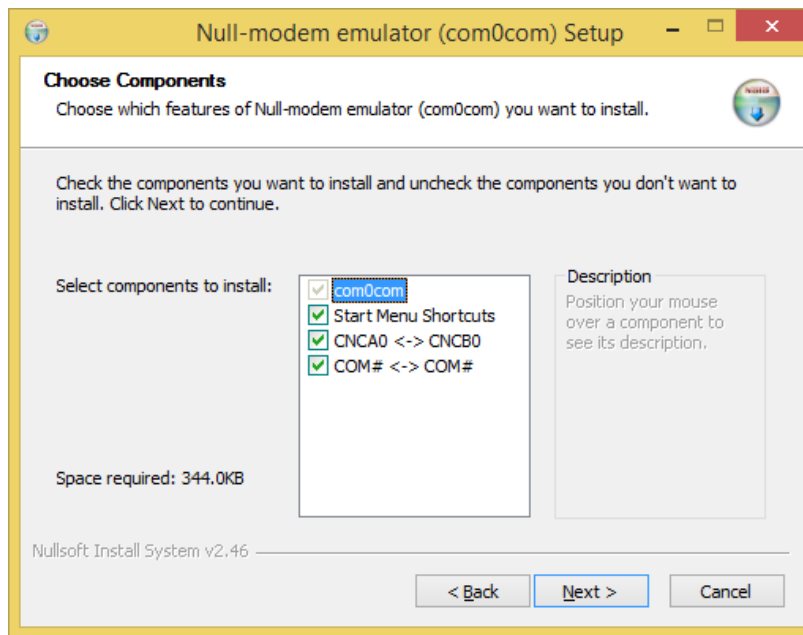 Null-modem emulator (com0com) Setup
Choose Components
Choose which features of Null-modem emulator (com0com) you want to install.
Check the components you want to install and uncheck the components you don't want to
install. Click Next to continue.
Select components to install:
com0com
Start Menu Shortcuts
CNCA0 <-> CNCB0
COM# <-> COM#
Description
Position your mouse
over a component to
see its description.
Space required: 344.0KB
Nullsoft Install System v2.46
< Back
Next >
Cancel